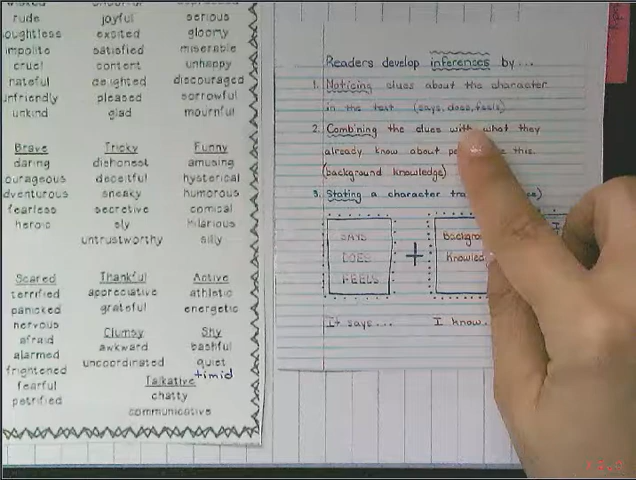 rude joyful serious
oughtless excited gloomy
impolite satisfied miserable
cruel content unhappy
hateful delighted discouraged
unfriendly pleased sorrowful
unkind glad mournful
Brave Tricky Funny
daring dishonest amusing
ourageous deceitful hysterical
dventurous sneaky humorous
fearless secretive comical
heroic sly hilarious
untrustworthy silly
Scared Thankful Active
terrified appreciative athletic
panicked grateful energetic
nervous
afraid Clumsy Shy
alarmed awkward bashful
frightened uncoordinated quiet
timid
fearful Talkative
petrified chatty
communicative
Readers develop inferences by...
1. Noticing clues about the character
in the text (says, does, feels)
2. Combining the clues with what they
already know about this.
(background knowledge)
3. Stating a character
SAYS
DOES
FEELS
+
Backgrou
Knowled
It says... I know.